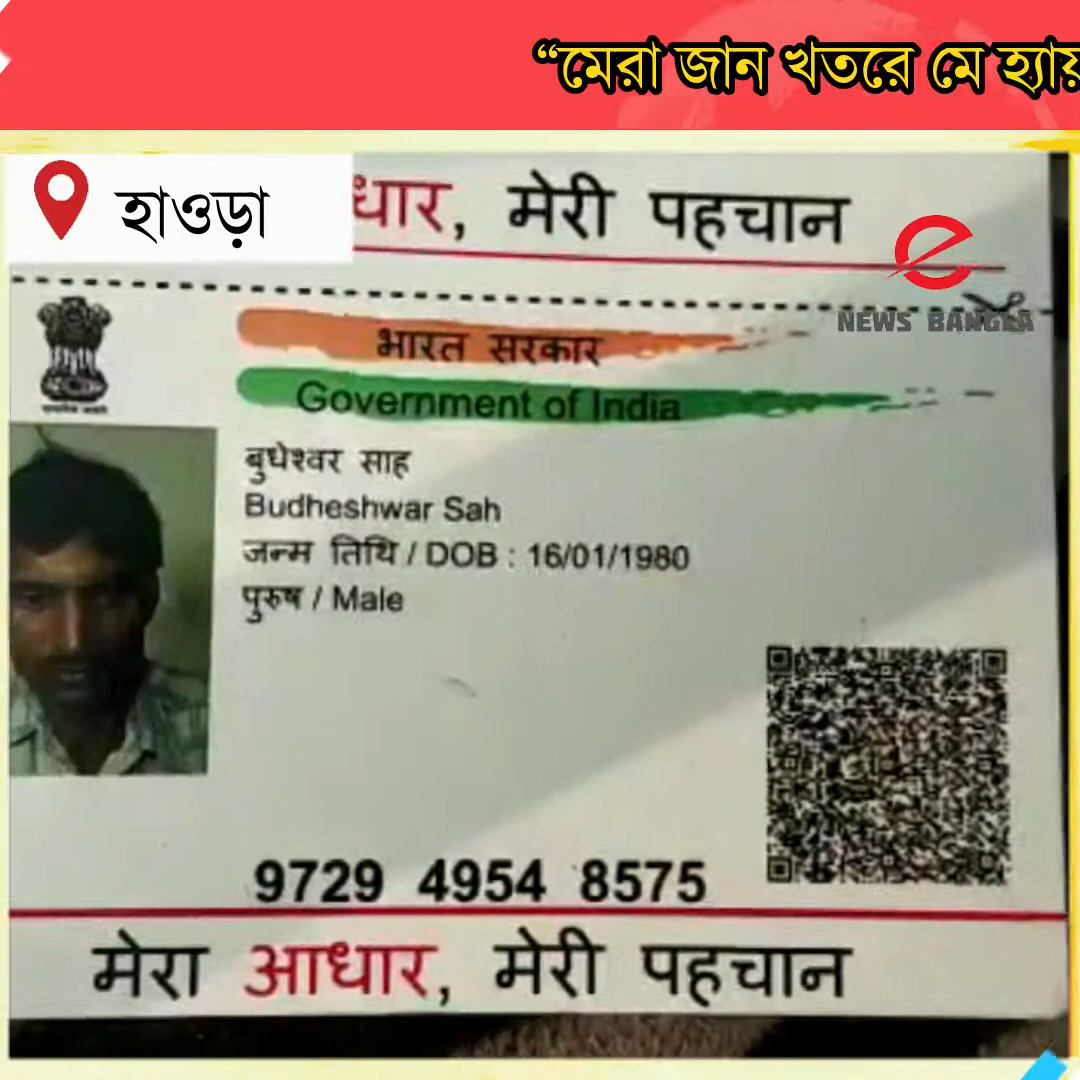 “মেরা জান খতরে মে হ্যায়
হাওড়া
धार, मेरी पहचान
NEWS BANGLA
भारत सरकार
Government of India
बुधेश्वर साह
Budheshwar Sah
जन्म तिथि / DOB : 16/01/1980
पुरुष / Male
9729 4954 8575
मेरा आधार, मेरी पहचान